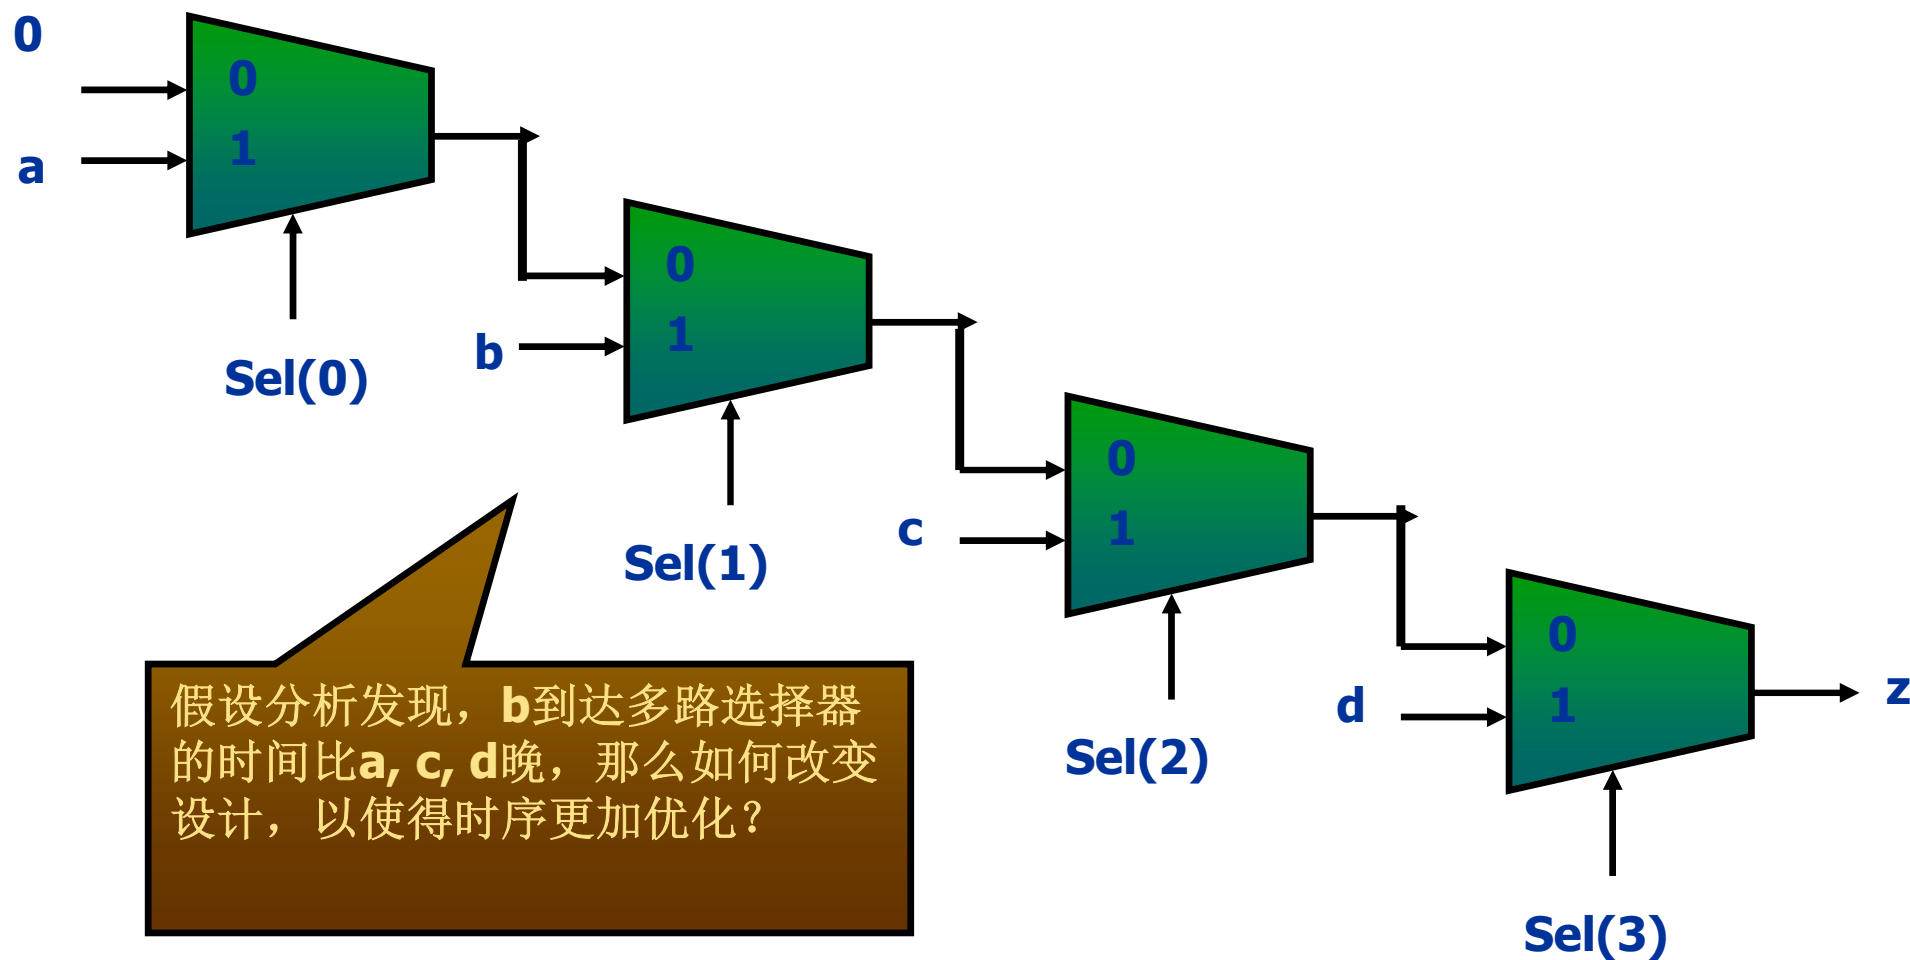 0
0
1
a
Sel(0)
0
1
b
Sel(1)
0
1
c
Sel(2)
0
1
d
z
Sel(3)
假设分析发现，b到达多路选择器
的时间比a, c, d晚，那么如何改变
设计，以使得时序更加优化？